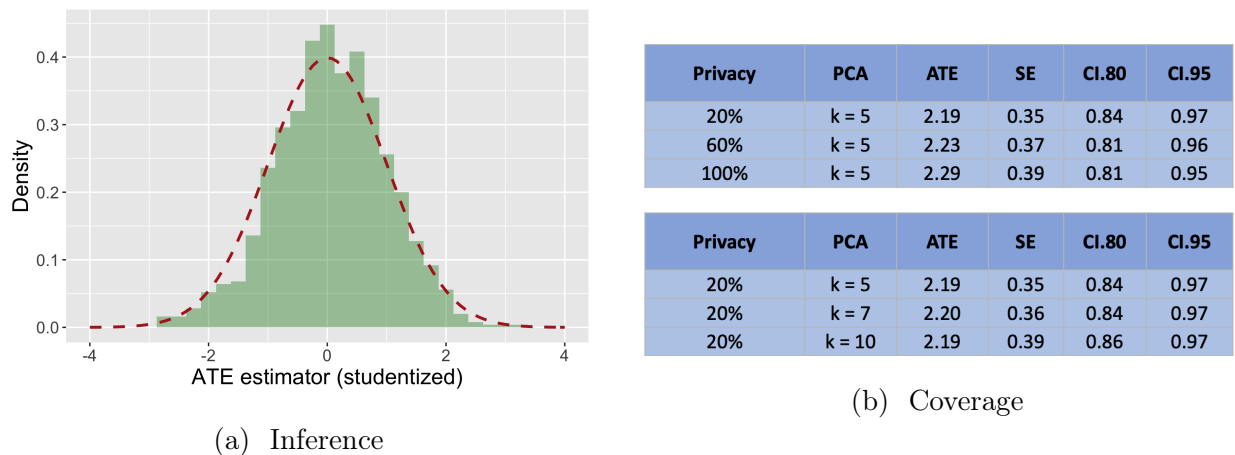 0.4
0.3
0.2
0.1
0.0
Density
-4 -2 0 2 4
ATE estimator (studentized)
(a) Inference
Privacy PCA ATE SE CI.80 CI.95
20% k = 5 2.19 0.35 0.84 0.97
60% k = 5 2.23 0.37 0.81 0.96
100% k = 5 2.29 0.39 0.81 0.95
Privacy PCA ATE SE CI.80 CI.95
20% k = 5 2.19 0.35 0.84 0.97
20% k = 7 2.20 0.36 0.84 0.97
20% k = 10 2.19 0.39 0.86 0.97
(b) Coverage